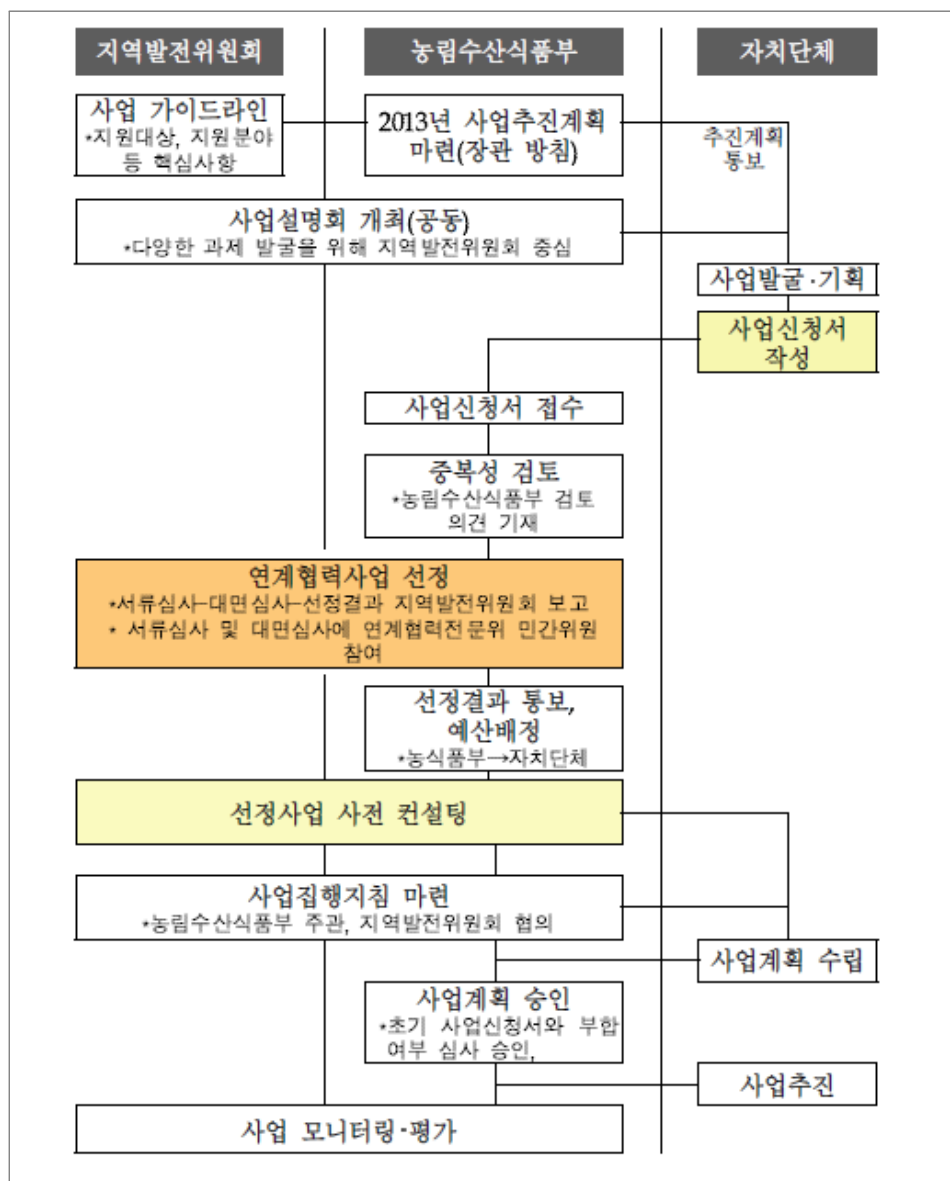 지역발전위원회
농림수산식품부
자치단체
사업 가이드라인
*지원대상, 지원분야
등 핵심사항
2013년 사업추진계획
마련(장관 방침)
추진계획
통보
사업설명회 개최(공동)
*다양한 과제 발굴을 위해 지역발전위원회 중심
사업발굴·기획
사업신청서
작성
사업신청서 접수
중복성 검토
*농림수산식품부 검토
의견 기재
연계협력사업 선정
*서류심사-대면심사-선정결과 지역발전위원회 보고
* 서류심사 및 대면심사에 연계협력전문위 민간위원
참여
선정결과 통보,
예산배정
*농식품부→자치단체
선정사업 사전 컨설팅
사업집행지침 마련
*농림수산식품부 주관, 지역발전위원회 협의
사업계획 수립
사업계획 승인
*초기 사업신청서와 부합
여부 심사 승인,
사업추진
사업 모니터링·평가